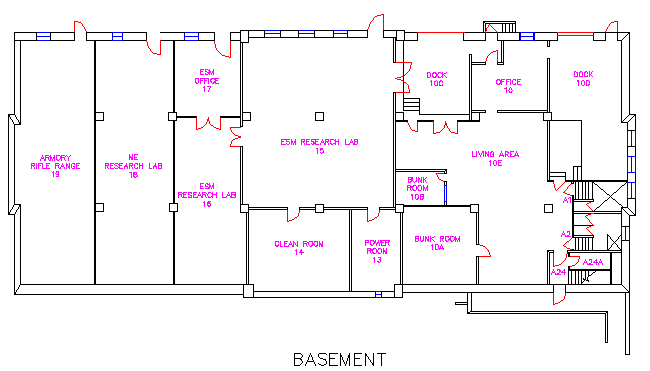 ESM
OFFICE
17
DOCK
10D
OFFICE
10
DOCK
10D
ARMORY
RIFLE RANGE
19
NE
RESEARCH LAB
18
ESM RESEARCH LAB
15
LIVING AREA
10E
ESM
RESEARCH LAB
16
BUNK
ROOM
10B
A1
A2
CLEAN ROOM
14
POWER
ROOM
13
BUNK ROOM
10A
A24
A24A
BASEMENT